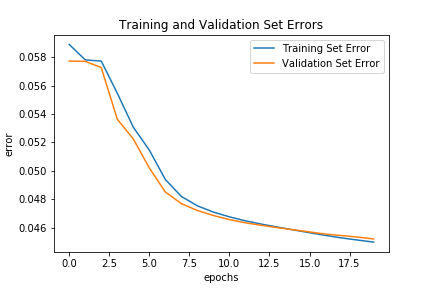 Training and Validation Set Errors
Training Set Error
Validation Set Error
0.058
0.056
0.054
0.052
0.050
0.048
0.046
error
0.0 2.5 5.0 7.5 10.0 12.5 15.0 17.5
epochs